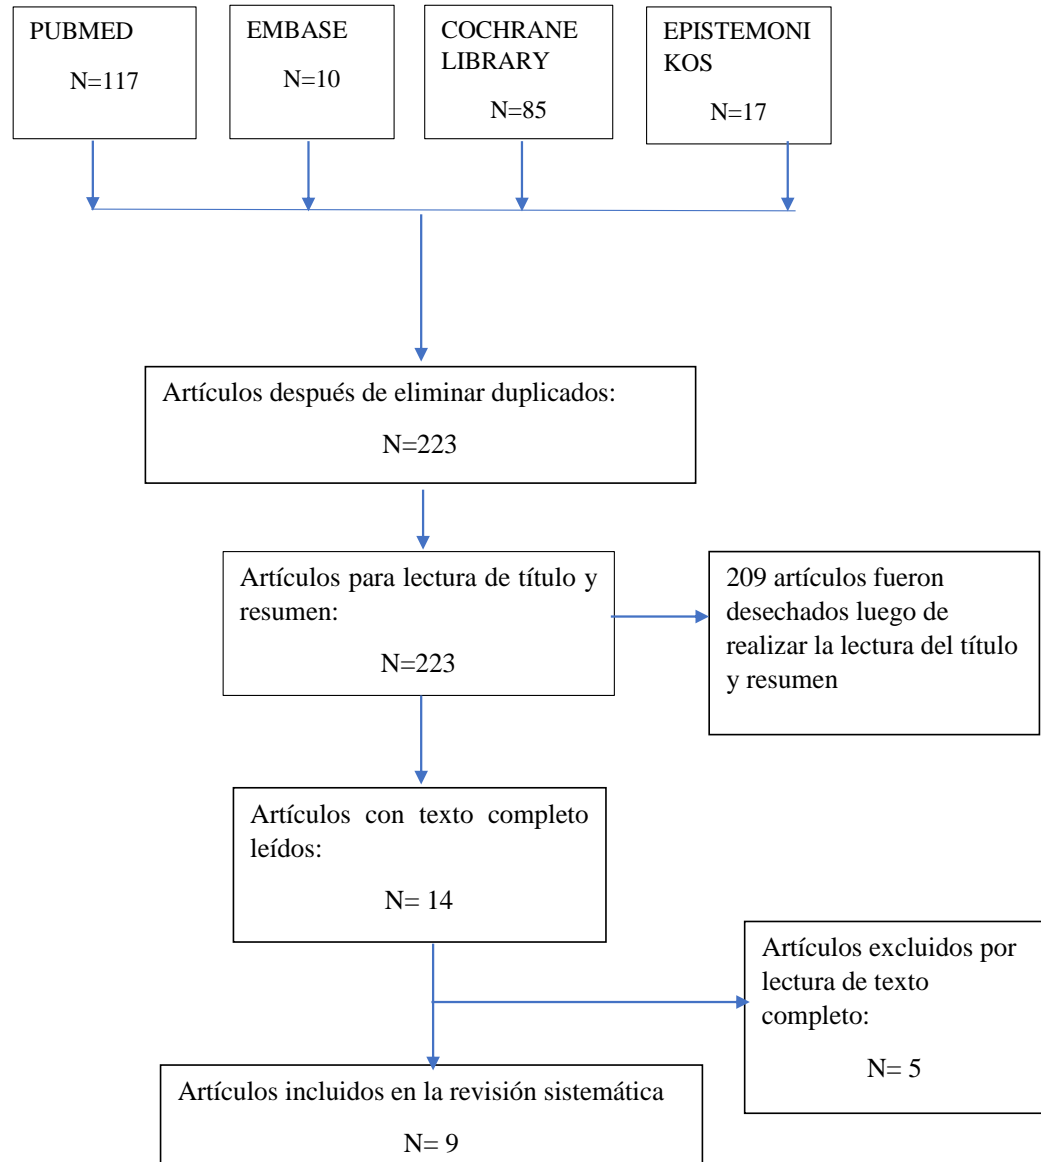 PUBMED
N=117
EMBASE
N=10
COCHRANE
LIBRARY
N=85
EPISTEMONI
KOS
N=17
Artículos después de eliminar duplicados:
N=223
Artículos para lectura de título y
resumen:
N=223
209 artículos fueron
desechados luego de
realizar la lectura del título
y resumen
Artículos con texto completo
leídos:
N= 14
Artículos excluidos por
lectura de texto
completo:
N= 5
Artículos incluidos en la revisión sistemática
N= 9